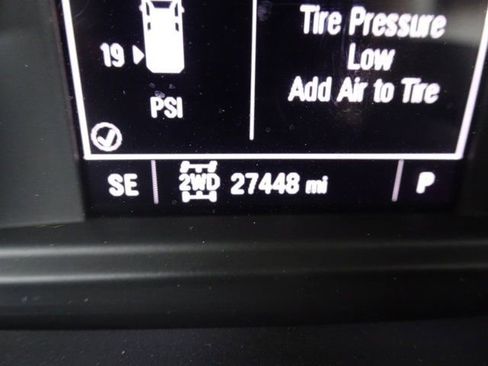 Tire Pressure
Low
Add Air to Tire
19
PSI
SE 2WD 27448 mi P